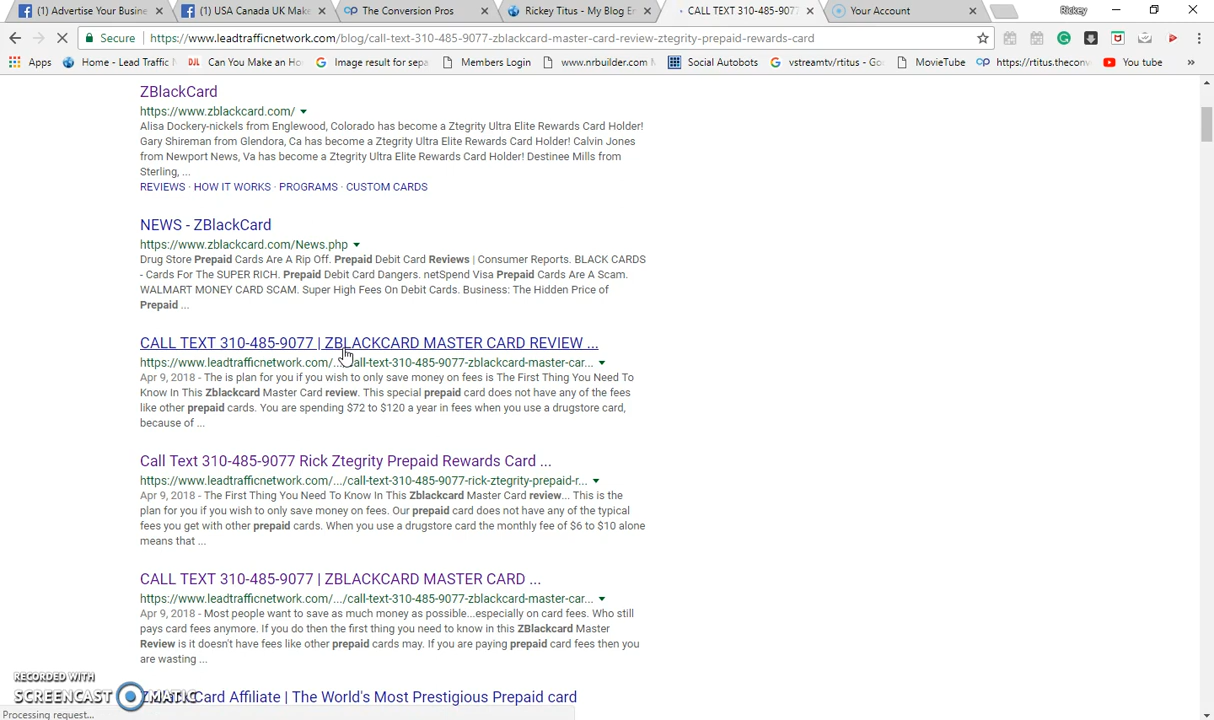 (1) Advertise Your Busine
(1) USA Canada UK Make
The Conversion Pros
Rickey Titus - My Blog En
CALL TEXT 310-485-9077
Your Account
Rickey
Secure
https://www.leadtrafficnetwork.com/blog/call-text-310-485-9077-zblackcard-master-card-review-ztegrity-prepaid-rewards-card
Apps
Home - Lead Traffic
Can You Make an Ho
Image result for sepa
Members Login
www.nrbuilder.com
Social Autobots
vstreamtv/rtitus - Go
MovieTube
https://rtitus.theconv
You tube
»
ZBlackCard
https://www.zblackcard.com/
Alisa Dockery-nickels from Englewood, Colorado has become a Ztegrity Ultra Elite Rewards Card Holder!
Gary Shireman from Glendora, Ca has become a Ztegrity Ultra Elite Rewards Card Holder! Calvin Jones
from Newport News, Va has become a Ztegrity Ultra Elite Rewards Card Holder! Destinee Mills from
Sterling, ...
REVIEWS · HOW IT WORKS · PROGRAMS · CUSTOM CARDS
NEWS - ZBlackCard
https://www.zblackcard.com/News.php
Drug Store Prepaid Cards Are A Rip Off. Prepaid Debit Card Reviews | Consumer Reports. BLACK CARDS
- Cards For The SUPER RICH. Prepaid Debit Card Dangers. netSpend Visa Prepaid Cards Are A Scam.
WALMART MONEY CARD SCAM. Super High Fees On Debit Cards. Business: The Hidden Price of
Prepaid ...
CALL TEXT 310-485-9077 | ZBLACKCARD MASTER CARD REVIEW ...
https://www.leadtrafficnetwork.com/.../call-text-310-485-9077-zblackcard-master-car...
Apr 9, 2018 - The is plan for you if you wish to only save money on fees is The First Thing You Need To
Know In This Zblackcard Master Card review. This special prepaid card does not have any of the fees
like other prepaid cards. You are spending $72 to $120 a year in fees when you use a drugstore card,
because of ...
Call Text 310-485-9077 Rick Ztegrity Prepaid Rewards Card ...
https://www.leadtrafficnetwork.com/.../call-text-310-485-9077-rick-ztegrity-prepaid-r...
Apr 9, 2018 - The First Thing You Need To Know In This Zblackcard Master Card review... This is the
plan for you if you wish to only save money on fees. Our prepaid card does not have any of the typical
fees you get with other prepaid cards. When you use a drugstore card the monthly fee of $6 to $10 alone
means that ...
CALL TEXT 310-485-9077 | ZBLACKCARD MASTER CARD ...
https://www.leadtrafficnetwork.com/.../call-text-310-485-9077-zblackcard-master-car...
Apr 9, 2018 - Most people want to save as much money as possible...especially on card fees. Who still
pays card fees anymore. If you do then the first thing you need to know in this ZBlackcard Master
Review is it doesn't have fees like other prepaid cards may. If you are paying prepaid card fees then you
are wasting ...
RECORDED WITH
SCREENCAST MATIC
Card Affiliate | The World's Most Prestigious Prepaid card
Processing request...